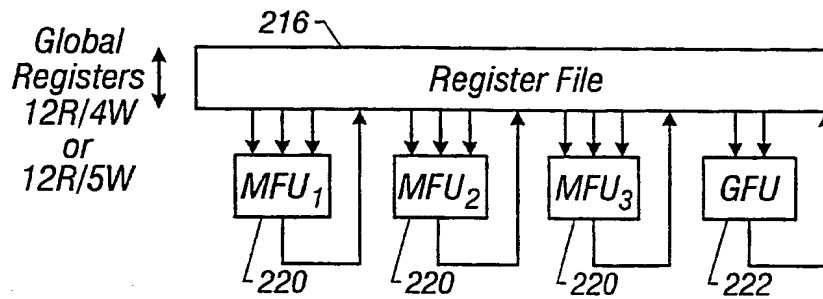 216
Global
Registers
12R/4W
or
12R/5W
Register File
MFU1
MFU2
MFU3
GFU
220
220
220
222